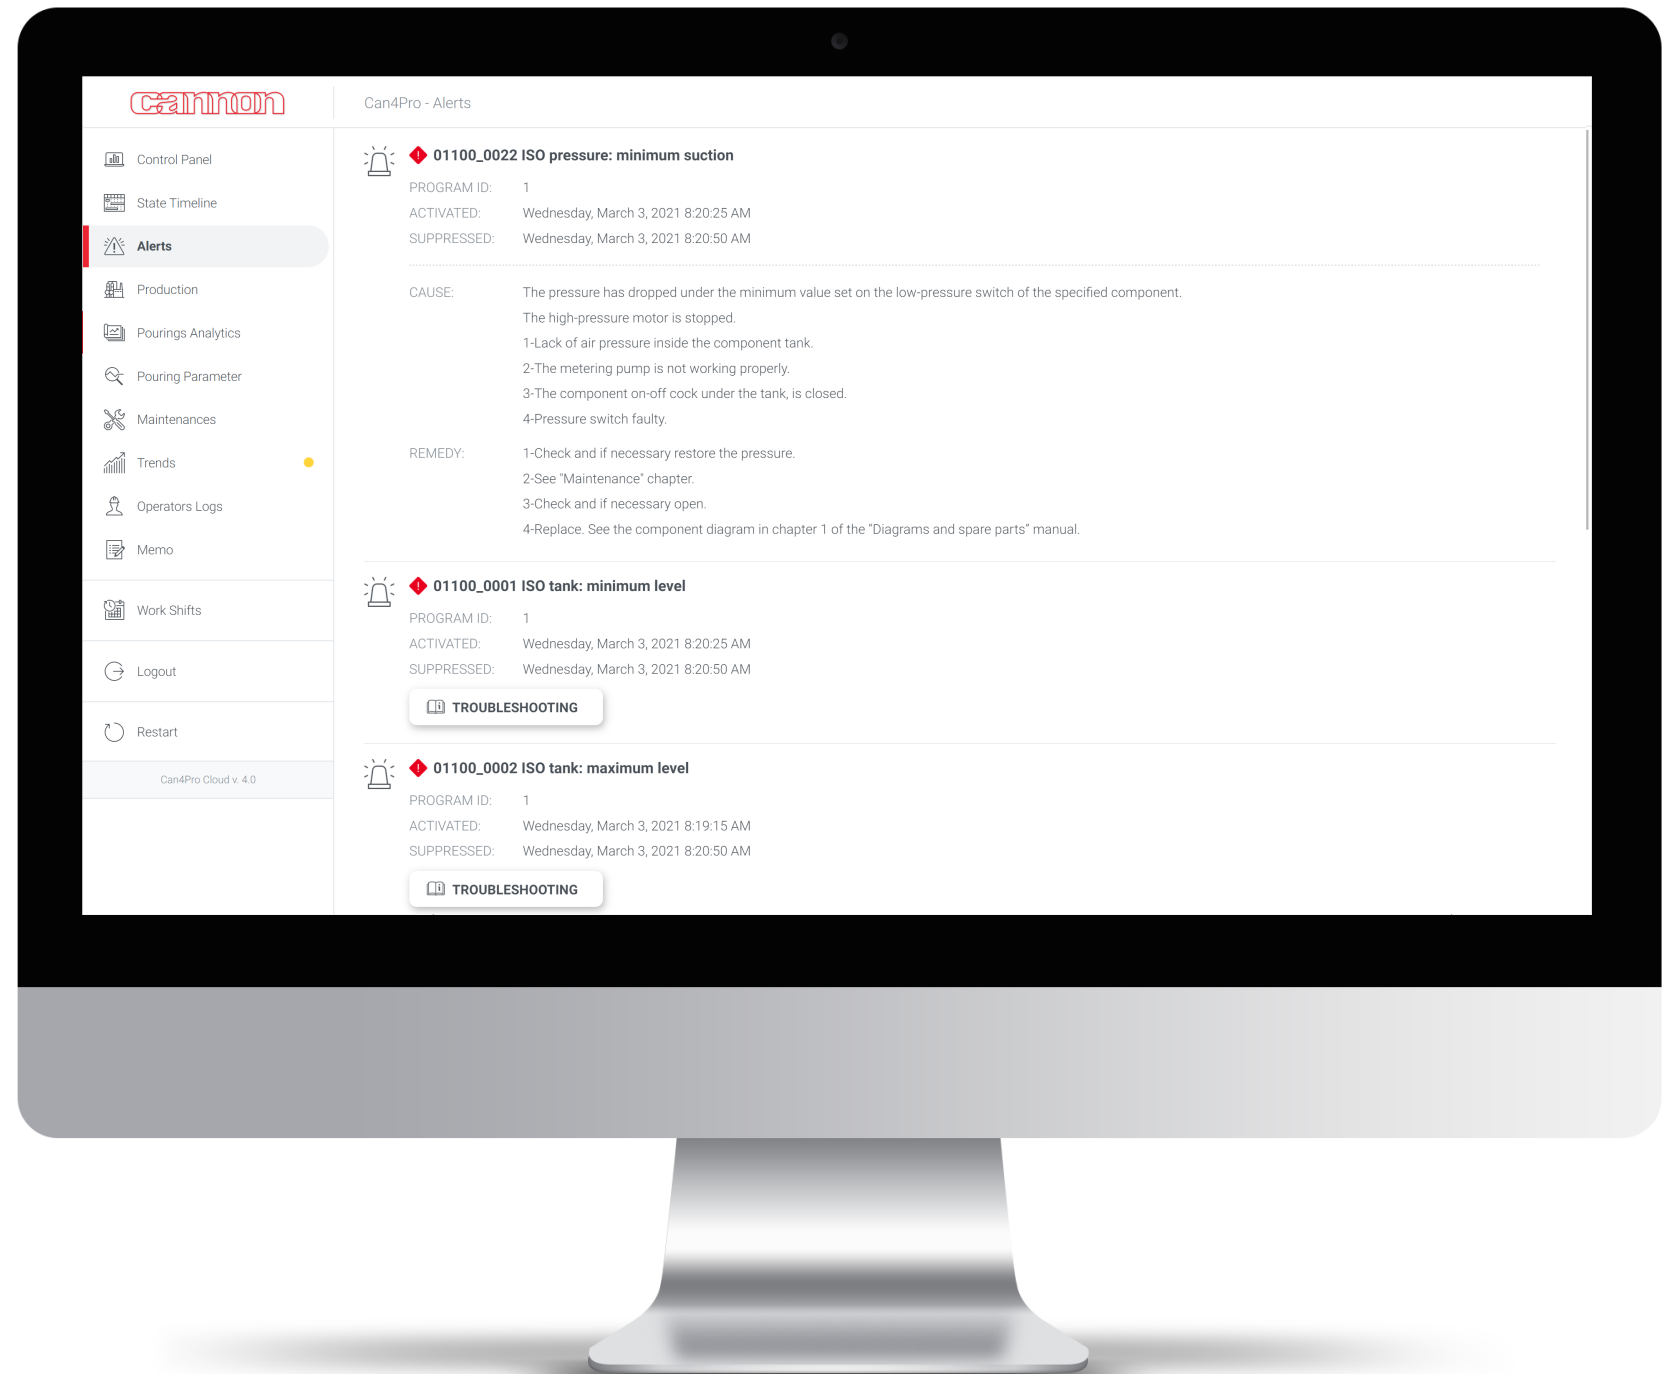 cannon
Can4Pro - Alerts
Control Panel
State Timeline
Alerts
Production
Pourings Analytics
Pouring Parameter
Maintenances
Trends
Operators Logs
Memo
Work Shifts
Logout
Restart
Can4Pro Cloud v. 4.0
01100_0022 ISO pressure: minimum suction
PROGRAM ID: 1
ACTIVATED: Wednesday, March 3, 2021 8:20:25 AM
SUPPRESSED: Wednesday, March 3, 2021 8:20:50 AM
CAUSE: The pressure has dropped under the minimum value set on the low-pressure switch of the specified component.
The high-pressure motor is stopped.
1-Lack of air pressure inside the component tank.
2-The metering pump is not working properly.
3-The component on-off cock under the tank, is closed.
4-Pressure switch faulty.
REMEDY: 1-Check and if necessary restore the pressure.
2-See "Maintenance" chapter.
3-Check and if necessary open.
4-Replace. See the component diagram in chapter 1 of the "Diagrams and spare parts" manual.
01100_0001 ISO tank: minimum level
PROGRAM ID: 1
ACTIVATED: Wednesday, March 3, 2021 8:20:25 AM
SUPPRESSED: Wednesday, March 3, 2021 8:20:50 AM
TROUBLESHOOTING
01100_0002 ISO tank: maximum level
PROGRAM ID: 1
ACTIVATED: Wednesday, March 3, 2021 8:19:15 AM
SUPPRESSED: Wednesday, March 3, 2021 8:20:50 AM
TROUBLESHOOTING